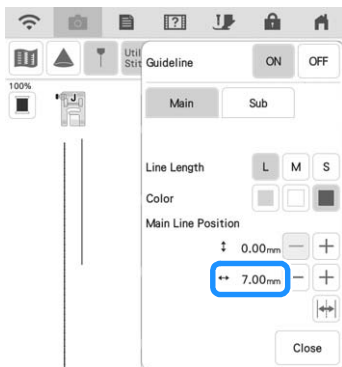 Util
Stit
Guideline ON OFF
100%
J
Main Sub
Line Length L M S
Color
Main Line Position
0.00mm − +
7.00mm − +
Close